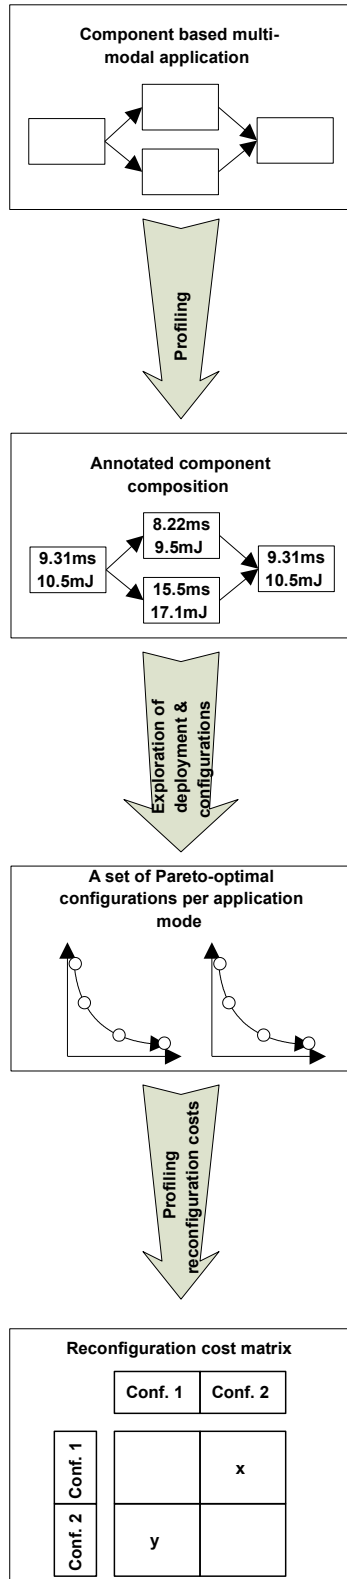 Component based multi-
modal application
Profiling
Annotated component
composition
8.22ms
9.5mJ
9.31ms
10.5mJ
9.31ms
10.5mJ
15.5ms
17.1mJ
Exploration of
deployment &
configurations
A set of Pareto-optimal
configurations per application
mode
Profiling
reconfiguration costs
Reconfiguration cost matrix
Conf. 1
Conf. 2
Conf. 1
x
Conf. 2
y